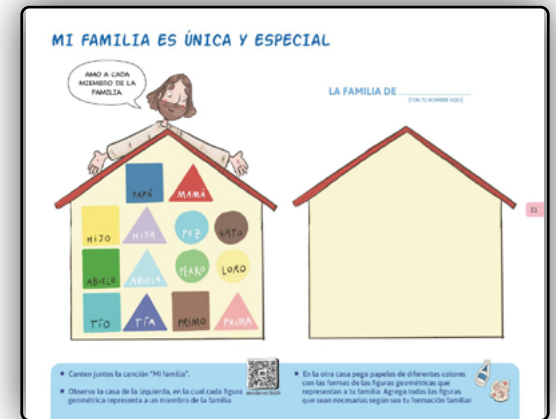 MI FAMILIA ES ÚNICA Y ESPECIAL
AMO A CADA
MIEMBRO DE LA
FAMILIA
LA FAMILIA DE
(PON TU NOMBRE AQUÍ)
PAPÁ MAMÁ
HIJO HIJA PEZ GATO
ABUELO ABUELA PERRO LORO
TÍO TÍA PRIMO PRIMA
11
• Canten juntos la canción "Mi familia".
• Observa la casa de la izquierda, en la cual cada figura
geométrica representa a un miembro de la familia.
• En la otra casa pega papeles de diferentes colores
con las formas de las figuras geométricas que
representan a tu familia. Agrega todas las figuras
que sean necesarias según sea tu formación familiar.